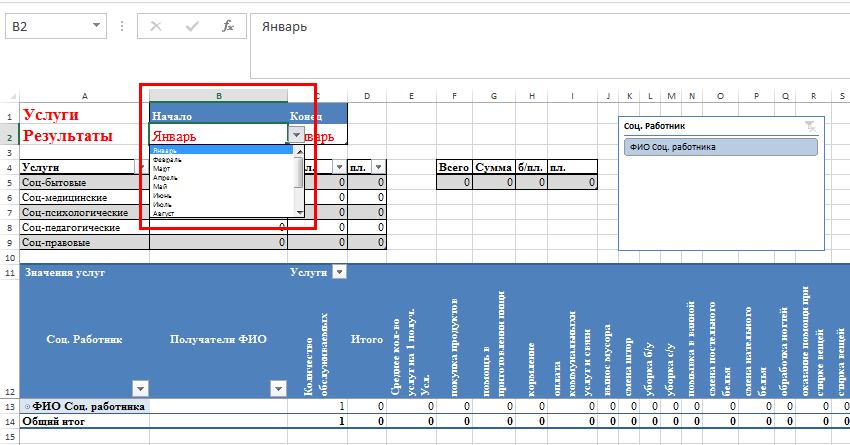 B2 fx Январь
A B C D E F G H I J K L M N O P Q R S
1 Услуги Начало Конец
2 Результаты Январь Январь
3
Январь
Февраль
Март
Апрель
Май
Июнь
Июль
Август
Соц. Работник
ФИО Соц. работника
4 Услуги пл. Всего Сумма б/пл. пл.
5 Соц-бытовые 0 0 0 0 0 0
6 Соц-медицинские 0 0
7 Соц-психологические 0 0
8 Соц-педагогические 0 0 0
9 Соц-правовые 0 0 0
10
11 Значения услуг Услуги
12 Соц. Работник Получатели ФИО
Количество
обслуживаемых
Итого
Среднее кол-во
услуг на 1 получ.
Усл.
покупка продуктов
помощь в
приготовлении пищи
кормление
оплата
коммунальныхи
услуг и связи
вынос мусора
смена штор
уборка б/у
уборка с/у
помывка в ванной
смена постельного
белья
смена нательного
белья
обработка ногтей
оказание помощи при
стирке вещей
стирка вещей
13 ФИО Соц. работника 1 0 0 0 0 0 0 0 0 0 0 0 0 0 0 0 0
14 Общий итог 1 0 0 0 0 0 0 0 0 0 0 0 0 0 0 0 0
15